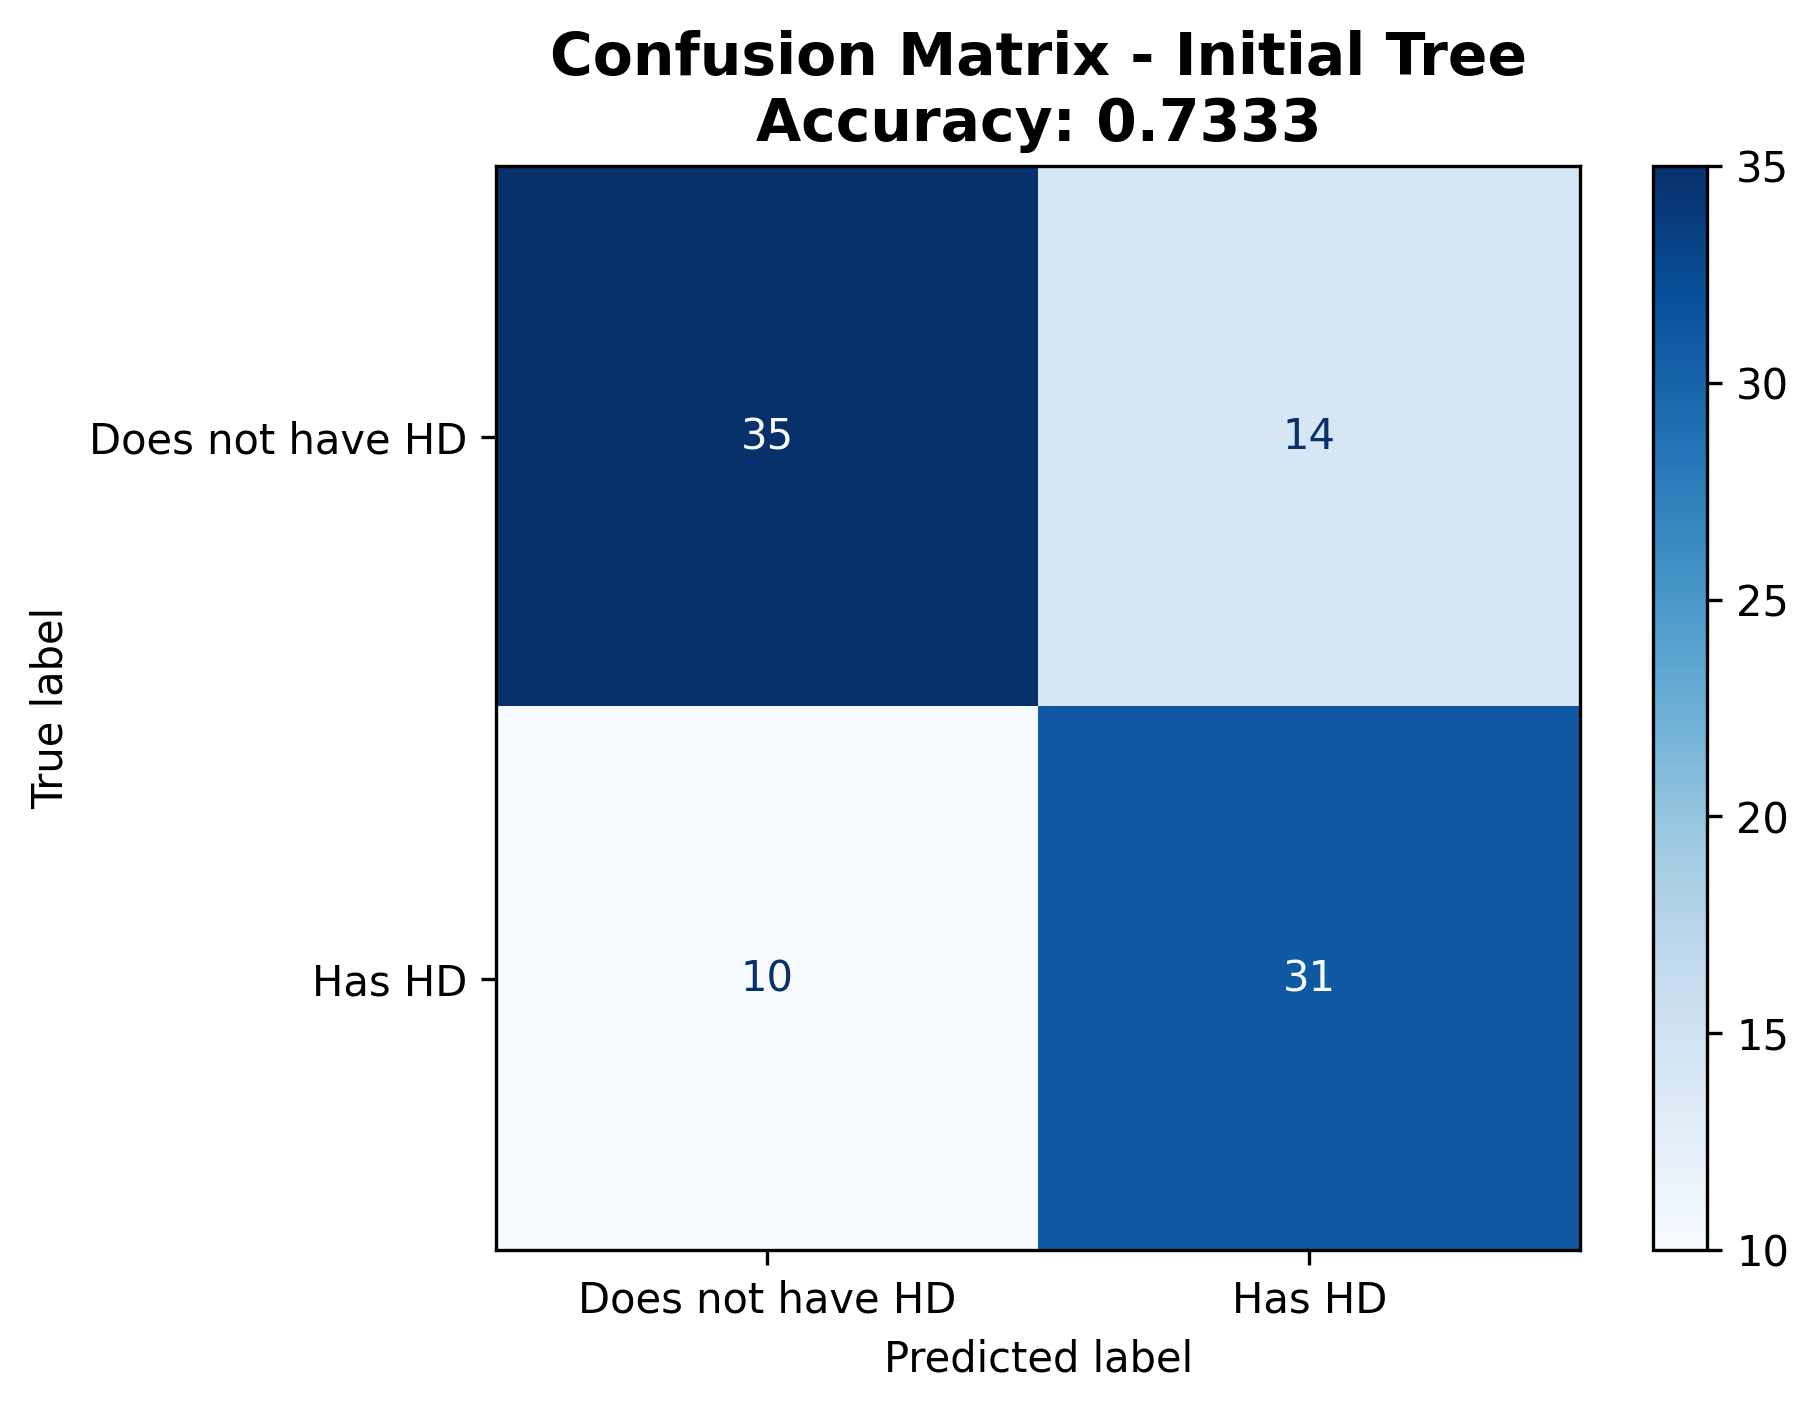 Confusion Matrix - Initial Tree
Accuracy: 0.7333
True label
Does not have HD
35
14
Has HD
10
31
Does not have HD
Has HD
Predicted label
35
30
25
20
15
10